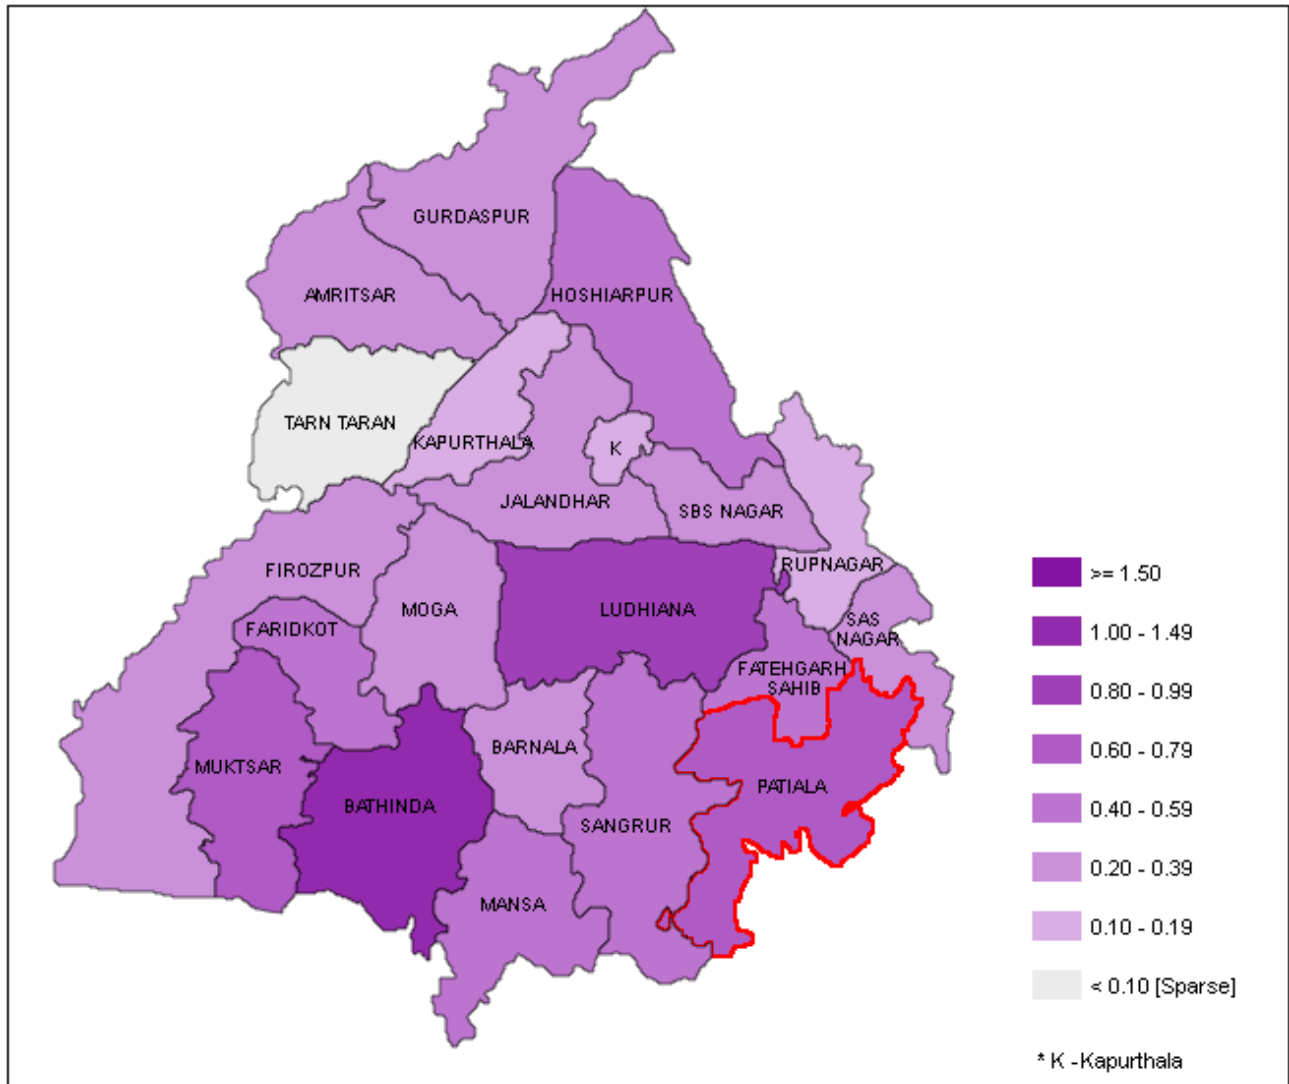 GURDASPUR
AMRITSAR
HOSHIARPUR
TARN TARAN
KAPURTHALA
K
JALANDHAR
SBS NAGAR
FIROZPUR
RUPNAGAR
MOGA
LUDHIANA
FARIDKOT
SAS
NAGAR
FATEHGARH
SAHIB
BARNALA
MUKTSAR
PATIALA
BATHINDA
SANGRUR
MANSA
>= 1.50
1.00 - 1.49
0.80 - 0.99
0.60 - 0.79
0.40 - 0.59
0.20 - 0.39
0.10 - 0.19
< 0.10 [Sparse]
* K -Kapurthala